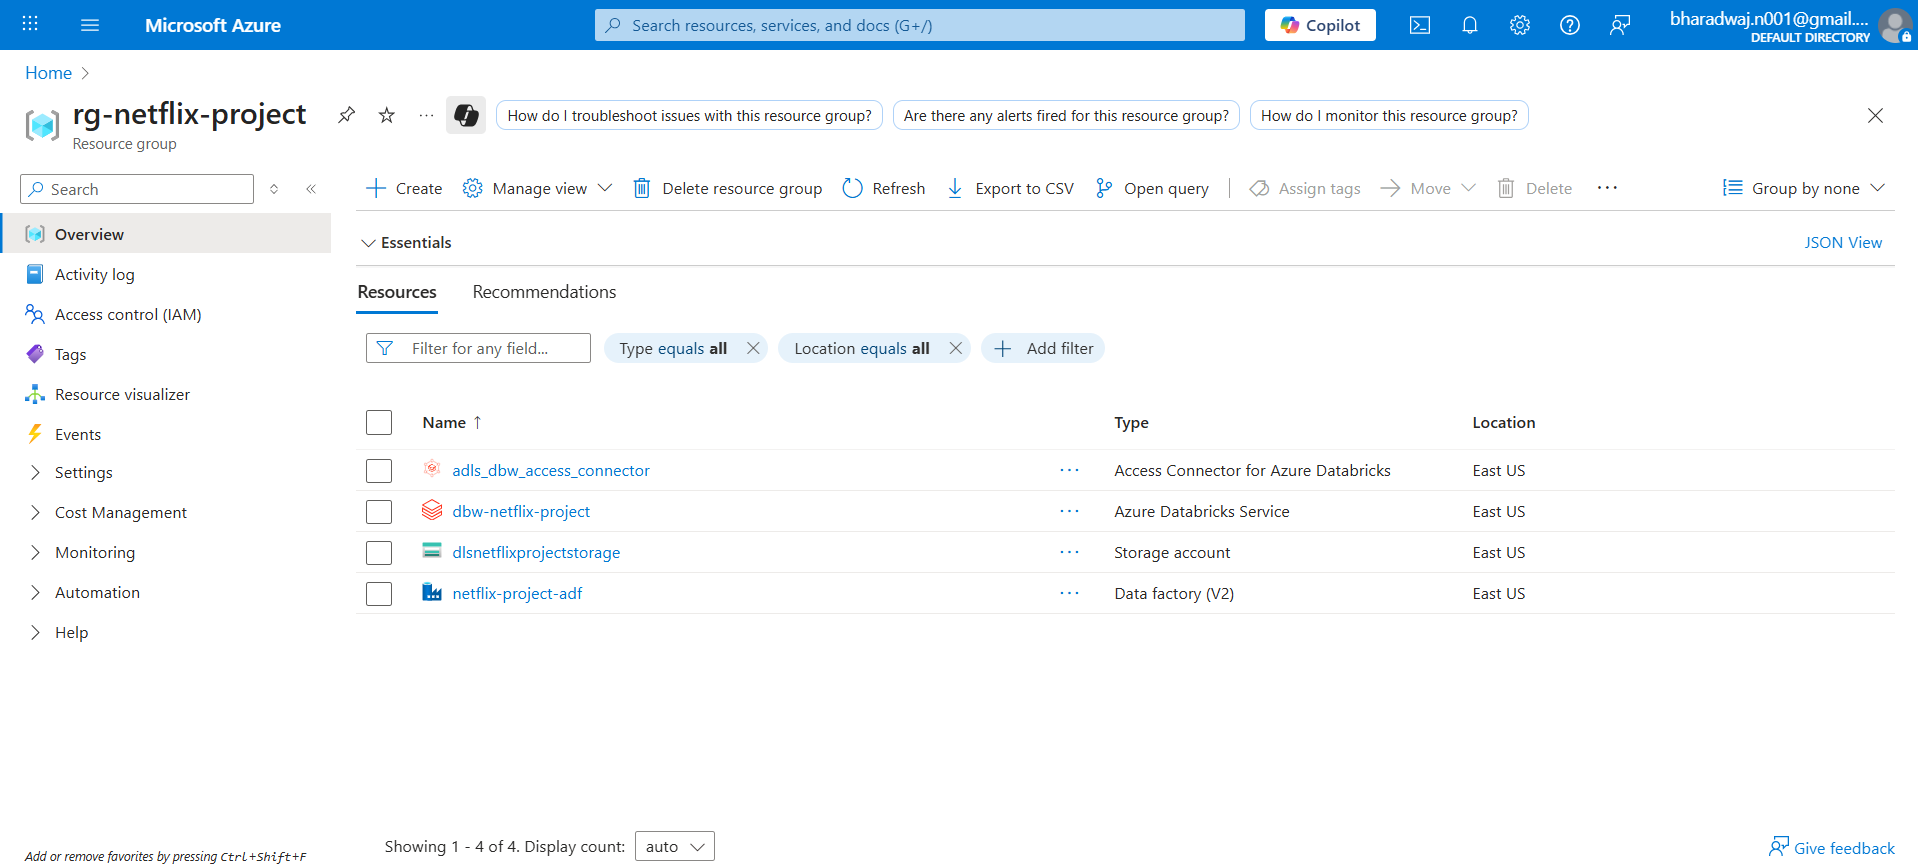 Microsoft Azure
Search resources, services, and docs (G+/)
Copilot
bharadwaj.n001@gmail....
DEFAULT DIRECTORY
Home
rg-netflix-project
Resource group
How do I troubleshoot issues with this resource group?
Are there any alerts fired for this resource group?
How do I monitor this resource group?
Search
Create
Manage view
Delete resource group
Refresh
Export to CSV
Open query
Assign tags
Move
Delete
Group by none
Overview
Activity log
Access control (IAM)
Tags
Resource visualizer
Events
Settings
Cost Management
Monitoring
Automation
Help
Essentials
JSON View
Resources
Recommendations
Filter for any field...
Type equals all
Location equals all
Add filter
Name ↑ Type Location
adls_dbw_access_connector ··· Access Connector for Azure Databricks East US
dbw-netflix-project ··· Azure Databricks Service East US
dlsnetflixprojectstorage ··· Storage account East US
netflix-project-adf ··· Data factory (V2) East US
Add or remove favorites by pressing Ctrl+Shift+F
Showing 1 - 4 of 4. Display count: auto
Give feedback